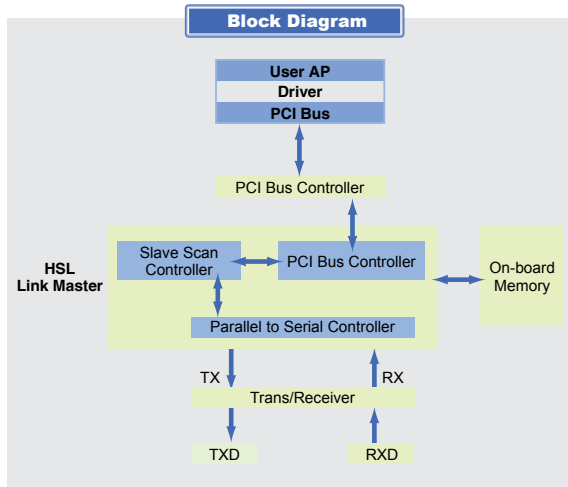 Block Diagram
User AP
Driver
PCI Bus
PCI Bus Controller
HSL
Link Master
Slave Scan
Controller
PCI Bus Controller
On-board
Memory
Parallel to Serial Controller
TX
RX
Trans/Receiver
TXD
RXD